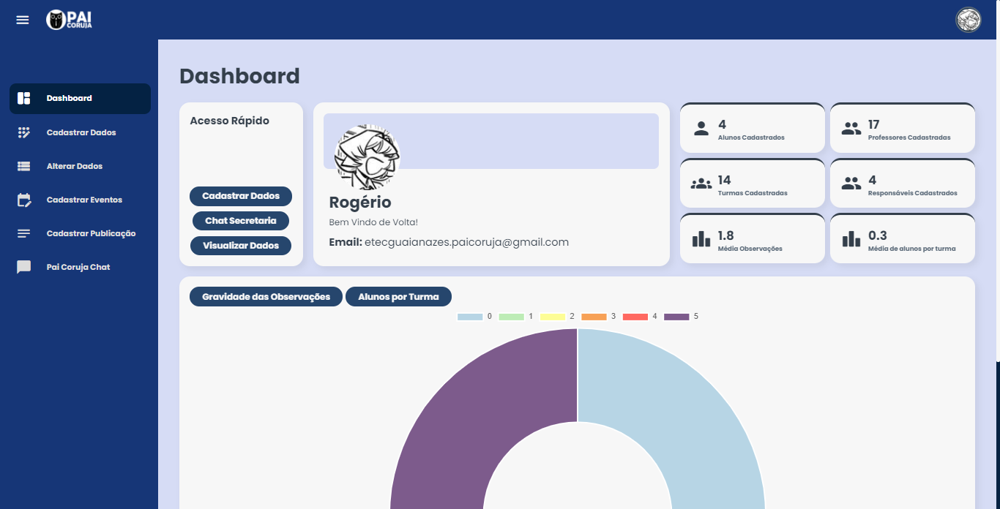 PAI
CORUJA
Dashboard
Cadastrar Dados
Alterar Dados
Cadastrar Eventos
Cadastrar Publicação
Pai Coruja Chat
Dashboard
Acesso Rápido
Cadastrar Dados
Chat Secretaria
Visualizar Dados
Rogério
Bem Vindo de Volta!
Email: etecguaianazes.paicoruja@gmail.com
4
Alunos Cadastrados
17
Professores Cadastradas
14
Turmas Cadastradas
4
Responsáveis Cadastrados
1.8
Média Observações
0.3
Média de alunos por turma
Gravidade das Observações
Alunos por Turma
0 1 2 3 4 5